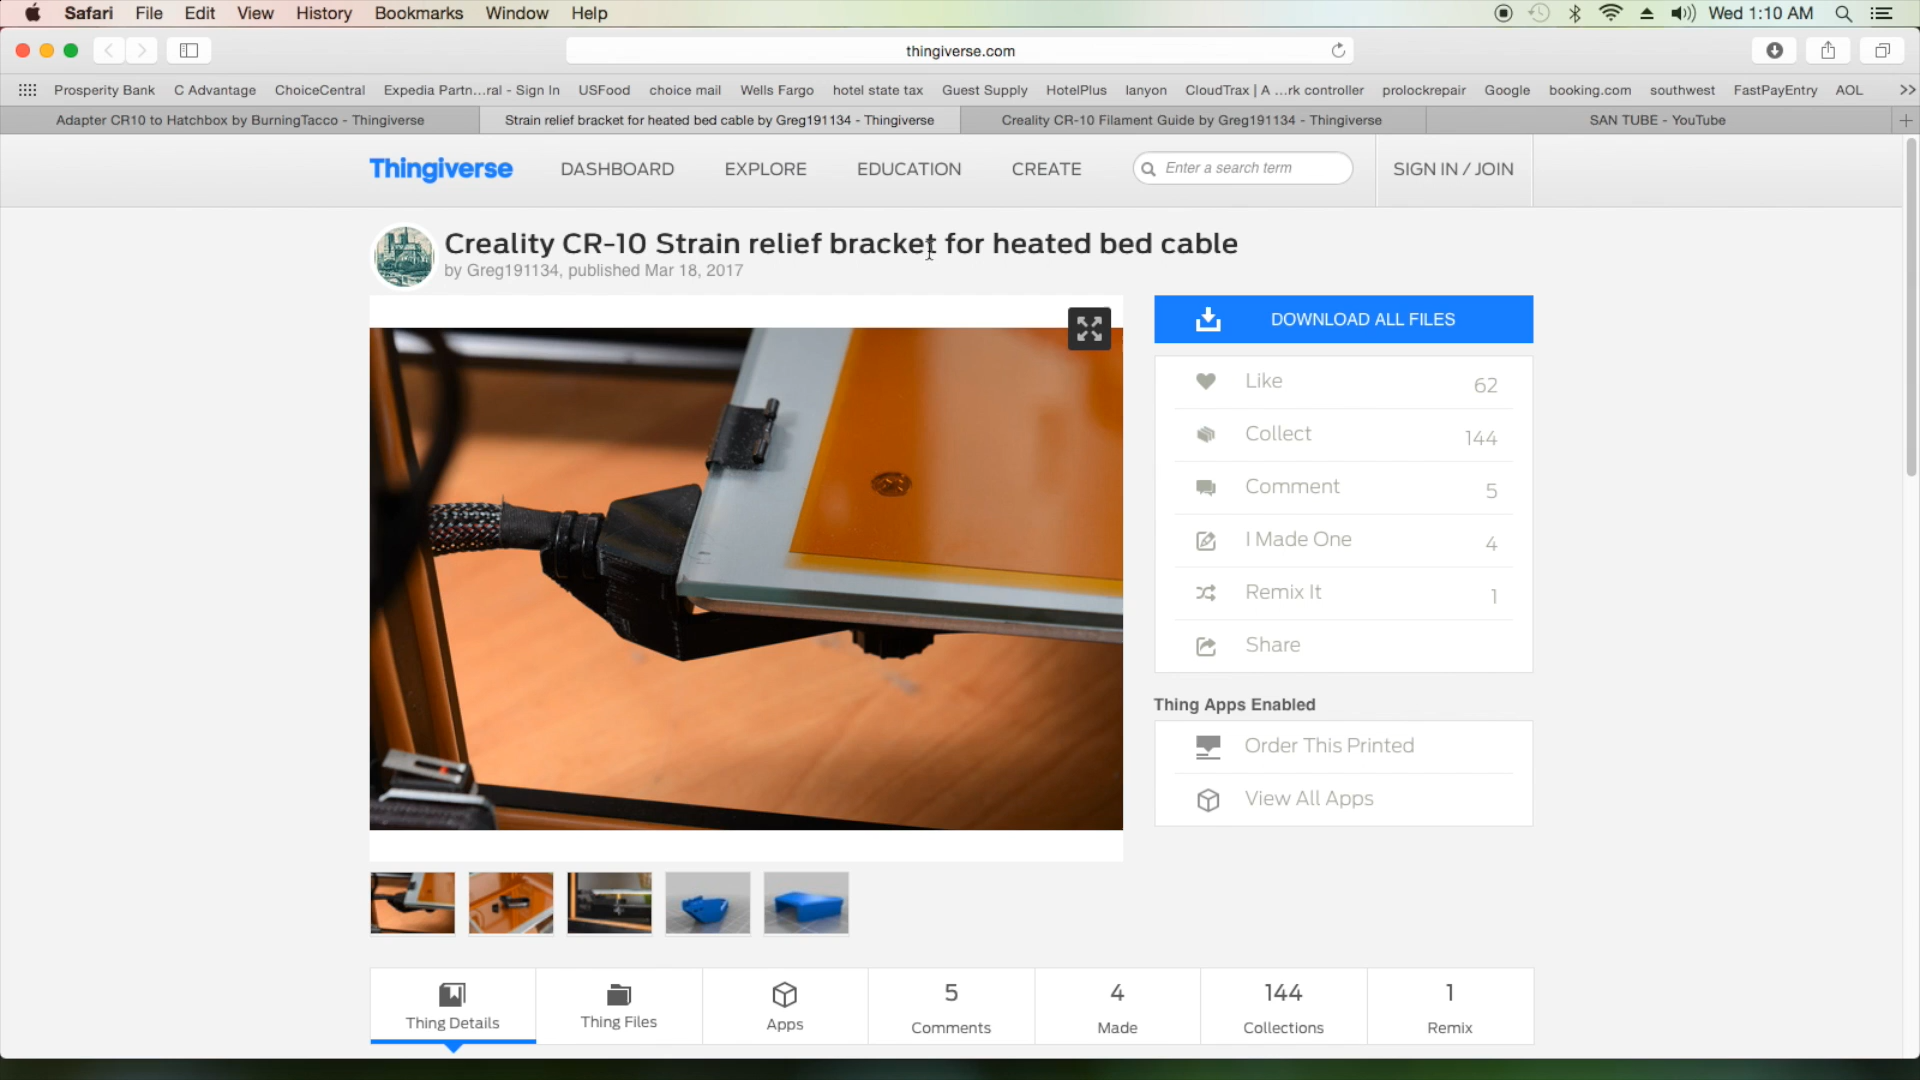 Safari File Edit View History Bookmarks Window Help Wed 1:10 AM
thingiverse.com
Prosperity Bank C Advantage ChoiceCentral Expedia Partn...ral - Sign In USFood choice mail Wells Fargo hotel state tax Guest Supply HotelPlus lanyon CloudTrax | A ...rk controller prolockrepair Google booking.com southwest FastPayEntry AOL
Adapter CR10 to Hatchbox by BurningTacco - Thingiverse Strain relief bracket for heated bed cable by Greg191134 - Thingiverse Creality CR-10 Filament Guide by Greg191134 - Thingiverse SAN TUBE - YouTube
Thingiverse DASHBOARD EXPLORE EDUCATION CREATE Enter a search term SIGN IN / JOIN
Creality CR-10 Strain relief bracket for heated bed cable
by Greg191134, published Mar 18, 2017
DOWNLOAD ALL FILES
Like 62
Collect 144
Comment 5
I Made One 4
Remix It 1
Share
Thing Apps Enabled
Order This Printed
View All Apps
5 4 144 1
Thing Details Thing Files Apps Comments Made Collections Remix